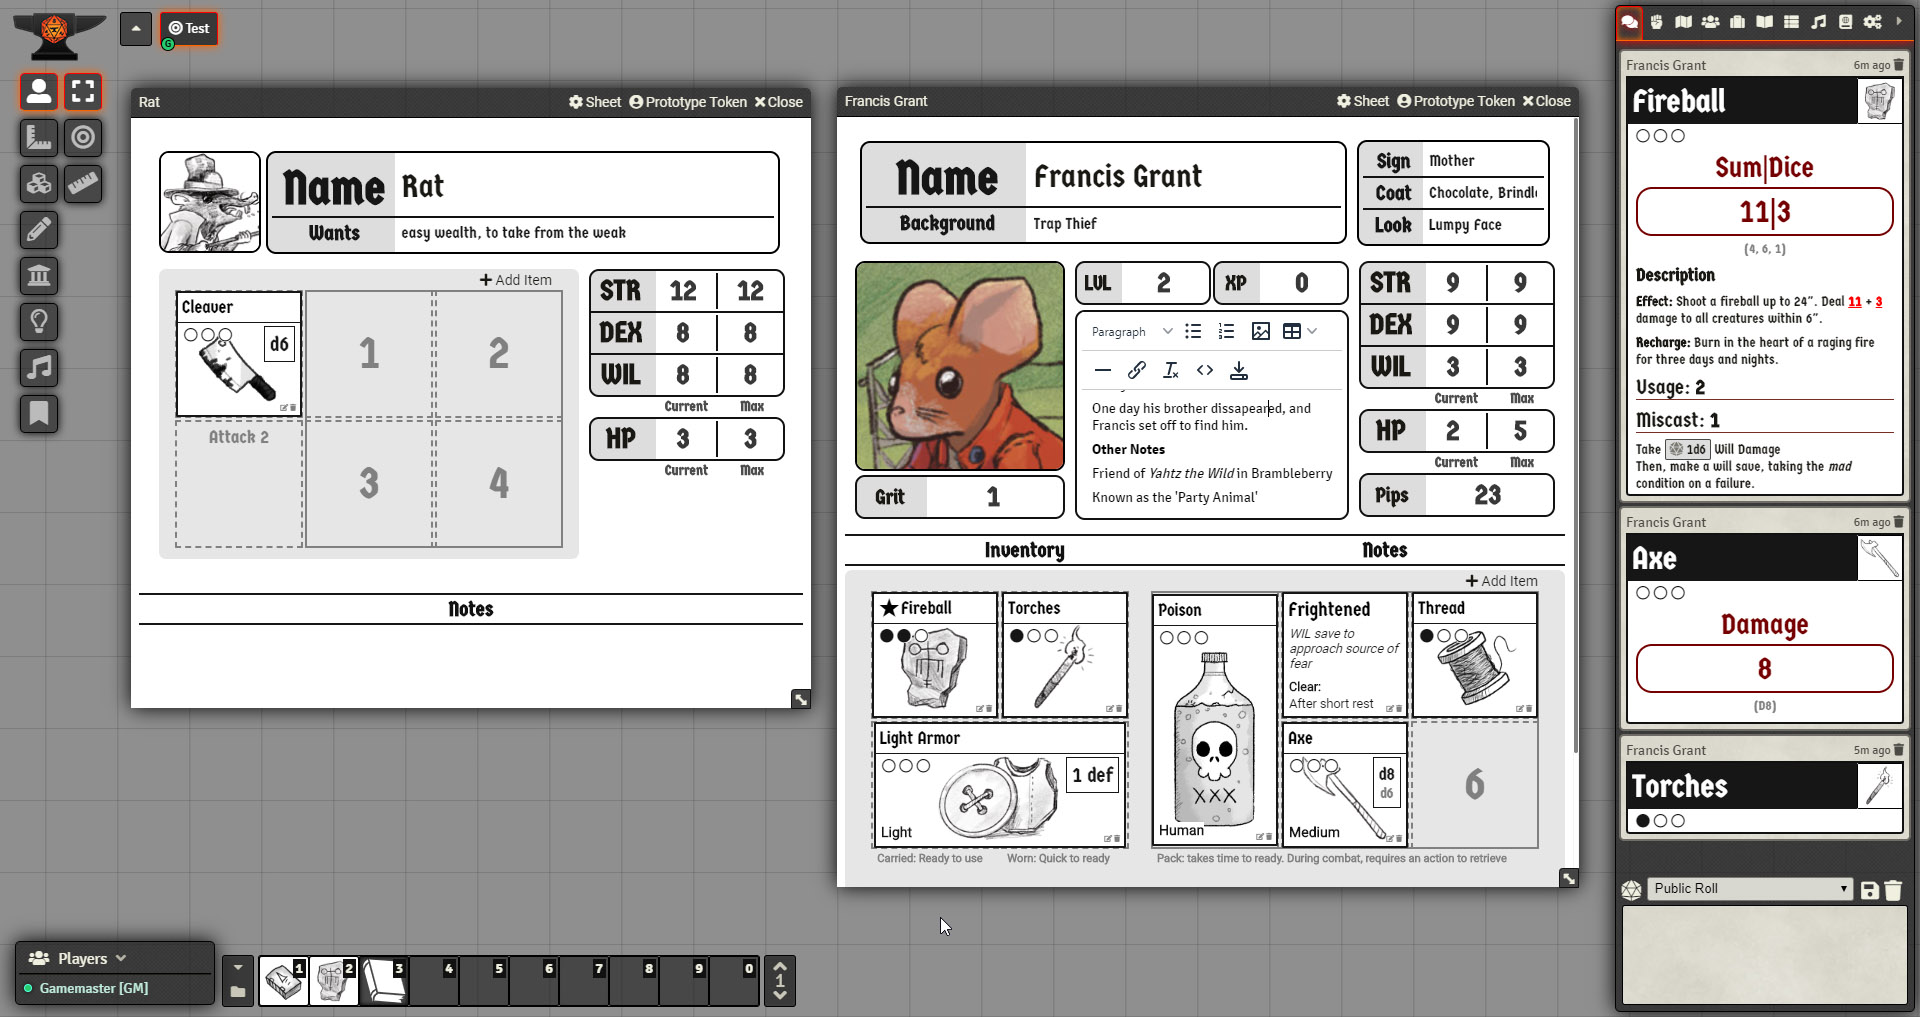 Test
G
Rat
Sheet
Prototype Token
Close
Name
Rat
Wants
easy wealth, to take from the weak
Add Item
Cleaver
d6
1
2
Attack 2
3
4
STR 12 12
DEX 8 8
WIL 8 8
Current Max
HP 3 3
Current Max
Notes
Francis Grant
Sheet
Prototype Token
Close
Name
Francis Grant
Background
Trap Thief
Sign Mother
Coat Chocolate, Brindl
Look Lumpy Face
LVL 2
XP 0
Paragraph
One day his brother dissapeared, and
Francis set off to find him.
Other Notes
Friend of Yahtz the Wild in Brambleberry
Known as the 'Party Animal'
Grit 1
STR 9 9
DEX 9 9
WIL 3 3
Current Max
HP 2 5
Current Max
Pips 23
Inventory
Notes
Add Item
Fireball
Torches
Light Armor
1 def
Light
Poison
XXX
Human
Frightened
WIL save to
approach source of
fear
Clear:
After short rest
Thread
Axe
d8
d6
Medium
6
Carried: Ready to use
Worn: Quick to ready
Pack: takes time to ready. During combat, requires an action to retrieve
Francis Grant
6m ago
Fireball
Sum|Dice
11|3
(4, 6, 1)
Description
Effect: Shoot a fireball up to 24". Deal 11 + 3
damage to all creatures within 6".
Recharge: Burn in the heart of a raging fire
for three days and nights.
Usage: 2
Miscast: 1
Take 1d6 Will Damage
Then, make a will save, taking the mad
condition on a failure.
Francis Grant
6m ago
Axe
Damage
8
(D8)
Francis Grant
5m ago
Torches
Public Roll
Players
Gamemaster [GM]
1
2
3
4
5
6
7
8
9
0
1